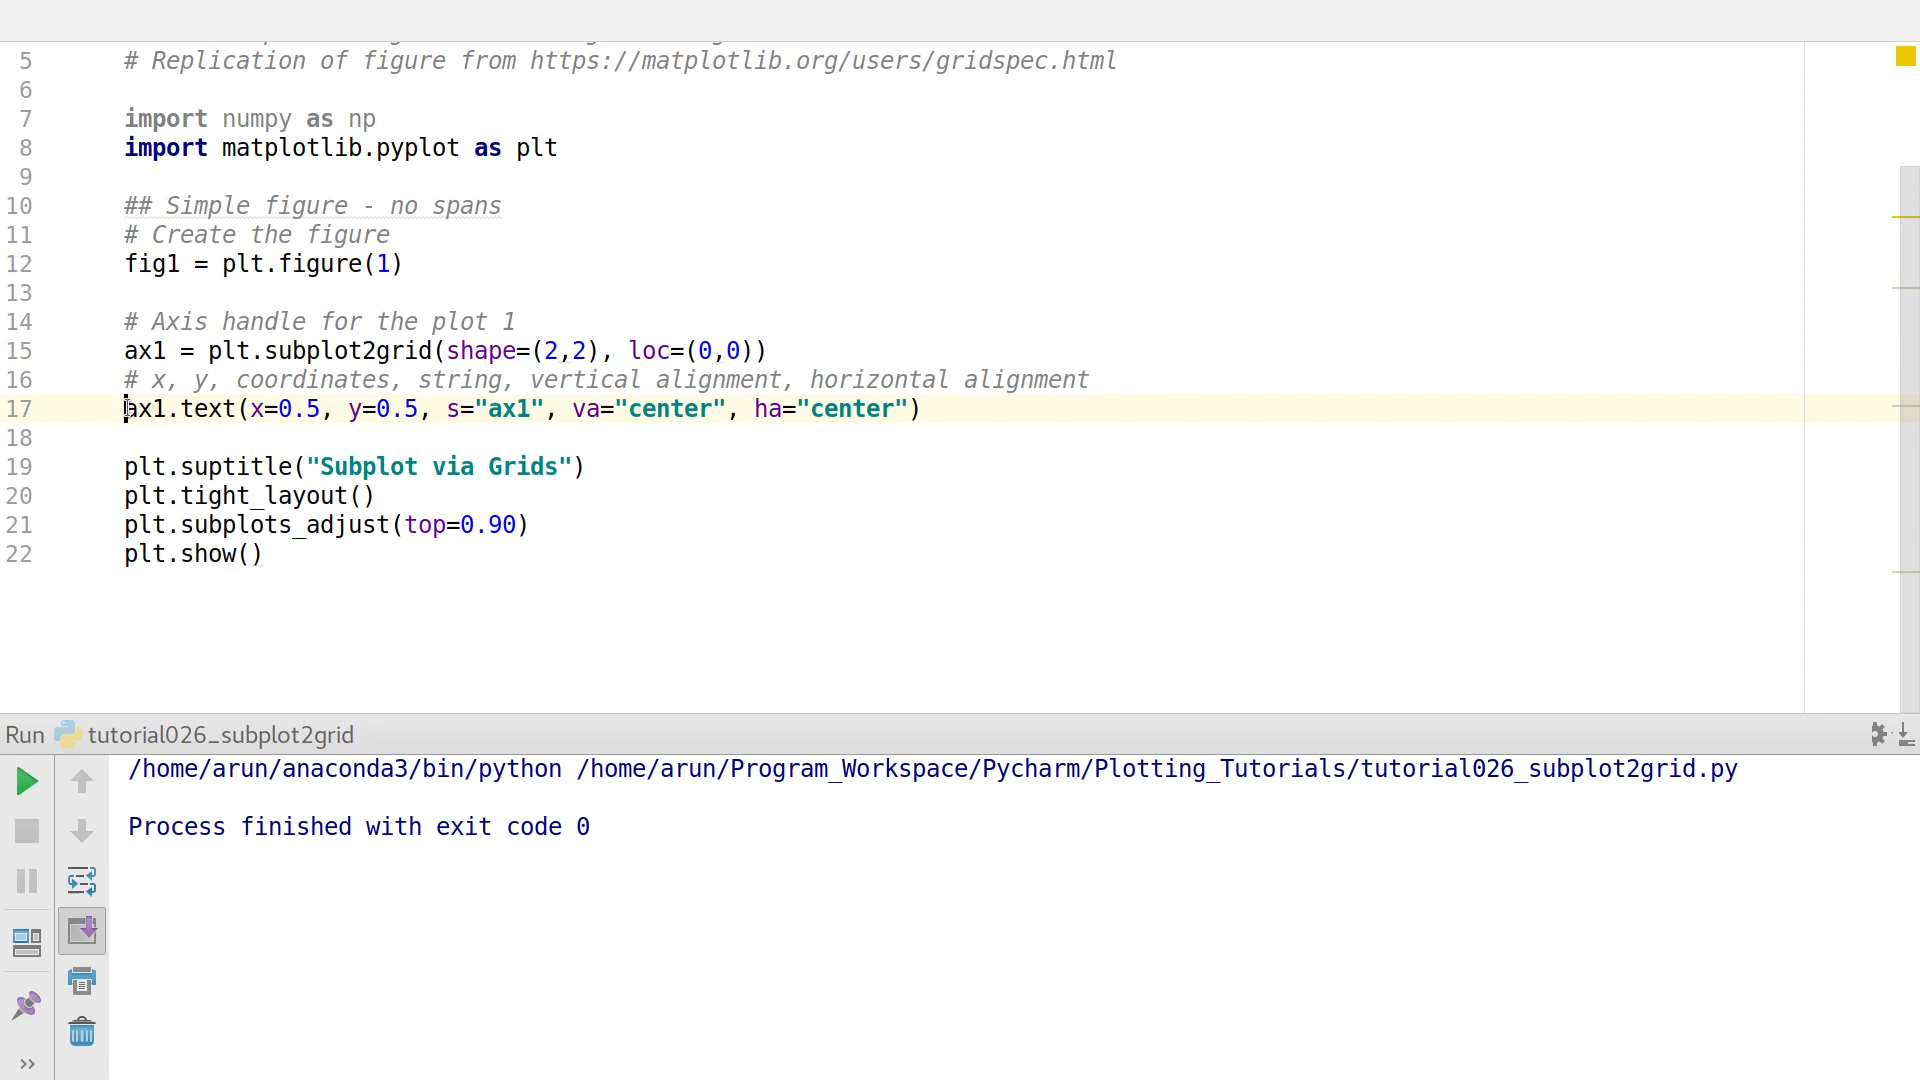 5 # Replication of figure from https://matplotlib.org/users/gridspec.html
6
7 import numpy as np
8 import matplotlib.pyplot as plt
9
10 ## Simple figure - no spans
11 # Create the figure
12 fig1 = plt.figure(1)
13
14 # Axis handle for the plot 1
15 ax1 = plt.subplot2grid(shape=(2,2), loc=(0,0))
16 # x, y, coordinates, string, vertical alignment, horizontal alignment
17 ax1.text(x=0.5, y=0.5, s="ax1", va="center", ha="center")
18
19 plt.suptitle("Subplot via Grids")
20 plt.tight_layout()
21 plt.subplots_adjust(top=0.90)
22 plt.show()
Run tutorial026_subplot2grid
/home/arun/anaconda3/bin/python /home/arun/Program_Workspace/Pycharm/Plotting_Tutorials/tutorial026_subplot2grid.py
Process finished with exit code 0